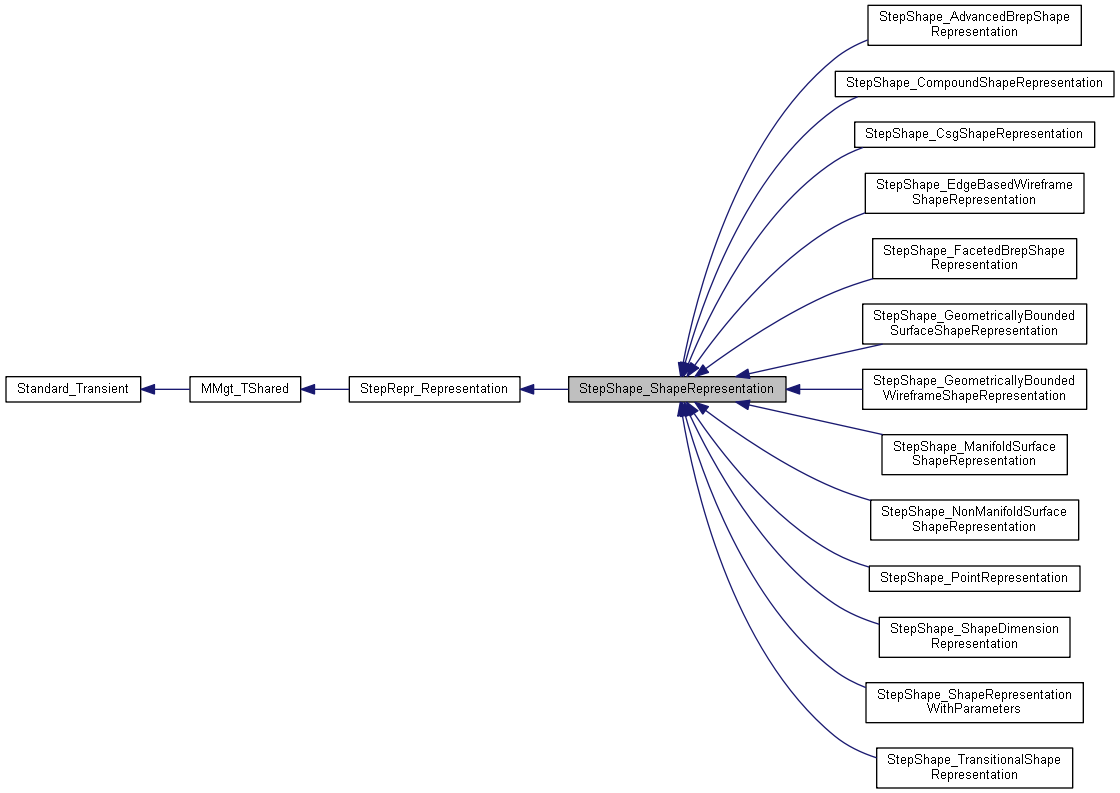 StepShape_AdvancedBrepShape
Representation
StepShape_CompoundShapeRepresentation
StepShape_CsgShapeRepresentation
StepShape_EdgeBasedWireframe
ShapeRepresentation
StepShape_FacetedBrepShape
Representation
StepShape_GeometricallyBounded
SurfaceShapeRepresentation
Standard_Transient
MMgt_TShared
StepRepr_Representation
StepShape_ShapeRepresentation
StepShape_GeometricallyBounded
WireframeShapeRepresentation
StepShape_ManifoldSurface
ShapeRepresentation
StepShape_NonManifoldSurface
ShapeRepresentation
StepShape_PointRepresentation
StepShape_ShapeDimension
Representation
StepShape_ShapeRepresentation
WithParameters
StepShape_TransitionalShape
Representation